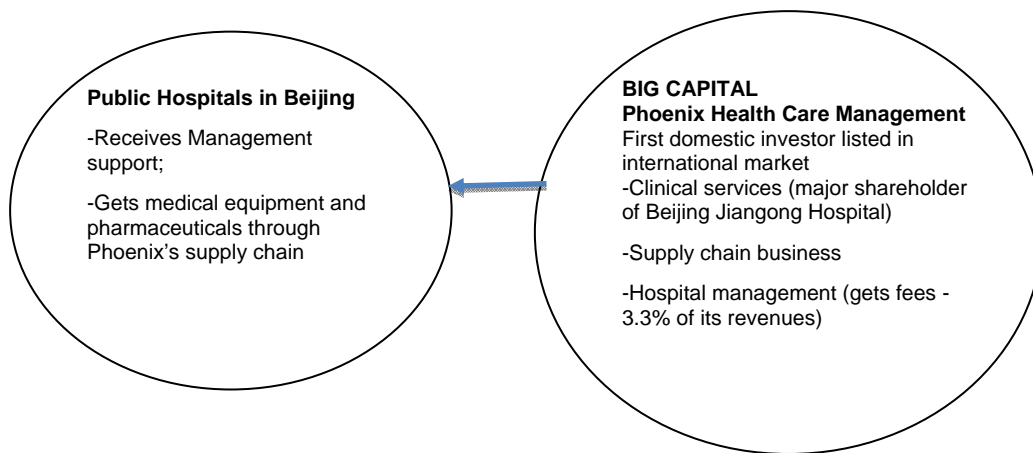 Public Hospitals in Beijing
-Receives Management
support;
-Gets medical equipment and
pharmaceuticals through
Phoenix’s supply chain
BIG CAPITAL
Phoenix Health Care Management
First domestic investor listed in
international market
-Clinical services (major shareholder
of Beijing Jiangong Hospital)
-Supply chain business
-Hospital management (gets fees -
3.3% of its revenues)